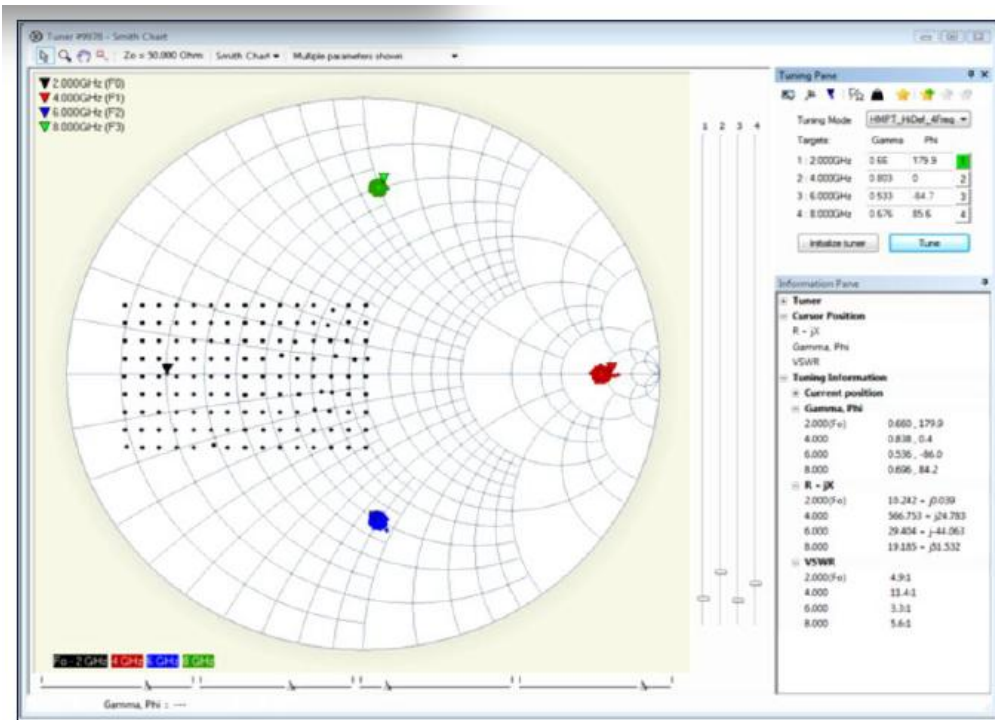 Tuner #9978 - Smith Chart
Zo = 50.000 Ohm Smith Chart Multiple parameters shown
2.000GHz (F0)
4.000GHz (F1)
6.000GHz (F2)
8.000GHz (F3)
1 2 3 4
Fo - 2 GHz 4 GHz 6 GHz 8 GHz
Gamma, Phi : ---
Tuning Pane
Tuning Mode HMFT_HiDef_4Freq
Targets Gamma Phi
1 : 2.000GHz 0.66 179.9 1
2 : 4.000GHz 0.803 0 2
3 : 6.000GHz 0.533 -84.7 3
4 : 8.000GHz 0.676 85.6 4
Initialize tuner Tune
Information Pane
Tuner
Cursor Position
R + jX
Gamma, Phi
VSWR
Tuning Information
Current position
Gamma, Phi
2.000(Fo) 0.660 , 179.9
4.000 0.838 , 0.4
6.000 0.536 , -86.0
8.000 0.696 , 84.2
R + jX
2.000(Fo) 10.242 + j0.039
4.000 566.753 + j24.783
6.000 29.404 + j-44.063
8.000 19.185 + j51.532
VSWR
2.000(Fo) 4.9:1
4.000 11.4:1
6.000 3.3:1
8.000 5.6:1